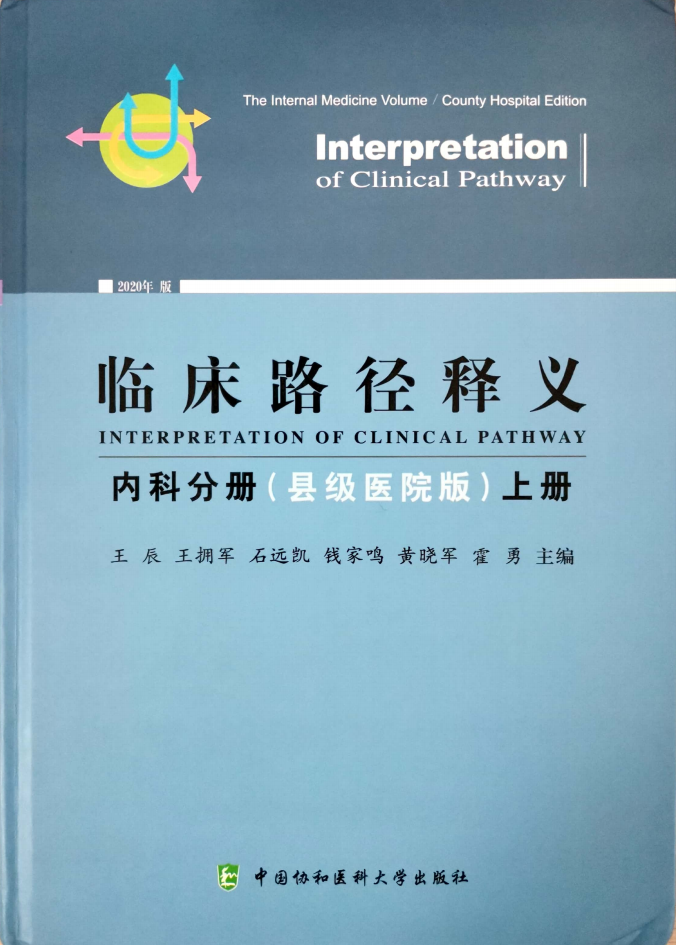 The Internal Medicine Volume / County Hospital Edition
Interpretation
of Clinical Pathway
2020年 版
临床路径释义
INTERPRETATION OF CLINICAL PATHWAY
内科分册（县级医院版）上册
王 辰 王拥军 石远凯 钱家鸣 黄晓军 霍 勇 主编
中国协和医科大学出版社